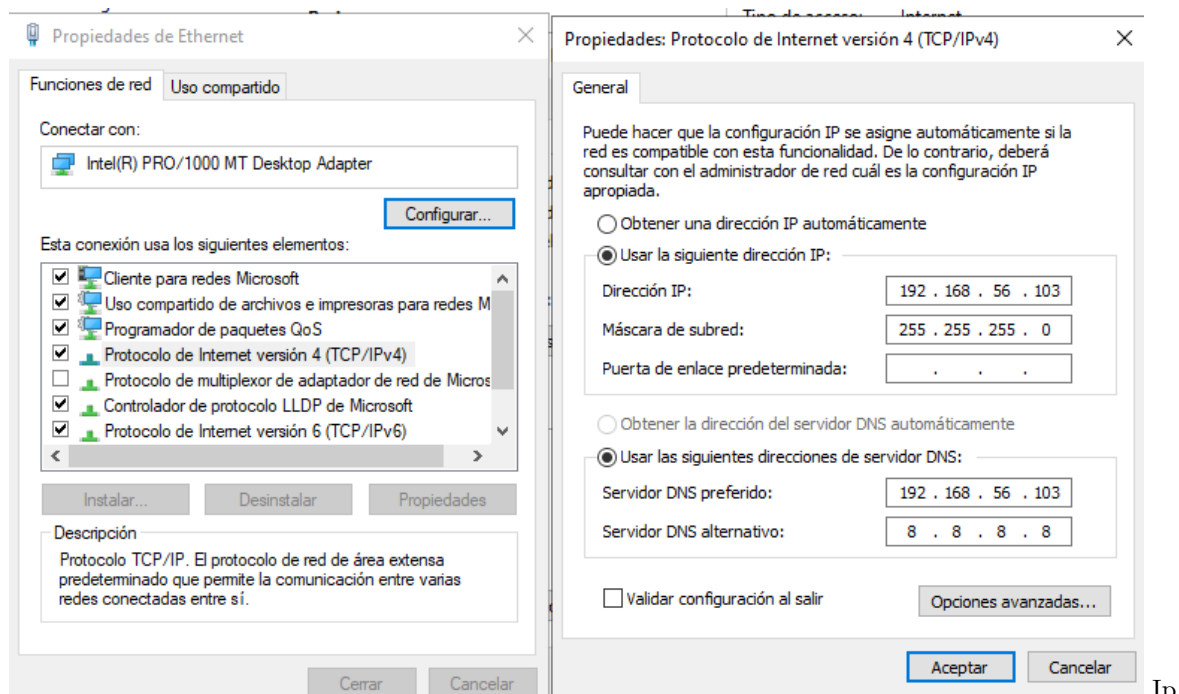 Tipo de acceso: Internet
Propiedades de Ethernet
Funciones de red
Uso compartido
Conectar con:
Intel(R) PRO/1000 MT Desktop Adapter
Configurar...
Esta conexión usa los siguientes elementos:
Cliente para redes Microsoft
Uso compartido de archivos e impresoras para redes M
Programador de paquetes QoS
Protocolo de Internet versión 4 (TCP/IPv4)
Protocolo de multiplexor de adaptador de red de Micros
Controlador de protocolo LLDP de Microsoft
Protocolo de Internet versión 6 (TCP/IPv6)
Instalar...
Desinstalar
Propiedades
Descripción
Protocolo TCP/IP. El protocolo de red de área extensa
predeterminado que permite la comunicación entre varias
redes conectadas entre sí.
Cerrar
Cancelar
Propiedades: Protocolo de Internet versión 4 (TCP/IPv4)
General
Puede hacer que la configuración IP se asigne automáticamente si la
red es compatible con esta funcionalidad. De lo contrario, deberá
consultar con el administrador de red cuál es la configuración IP
apropiada.
Obtener una dirección IP automáticamente
Usar la siguiente dirección IP:
Dirección IP: 192 . 168 . 56 . 103
Máscara de subred: 255 . 255 . 255 . 0
Puerta de enlace predeterminada: . . .
Obtener la dirección del servidor DNS automáticamente
Usar las siguientes direcciones de servidor DNS:
Servidor DNS preferido: 192 . 168 . 56 . 103
Servidor DNS alternativo: 8 . 8 . 8 . 8
Validar configuración al salir
Opciones avanzadas...
Aceptar
Cancelar
Ip